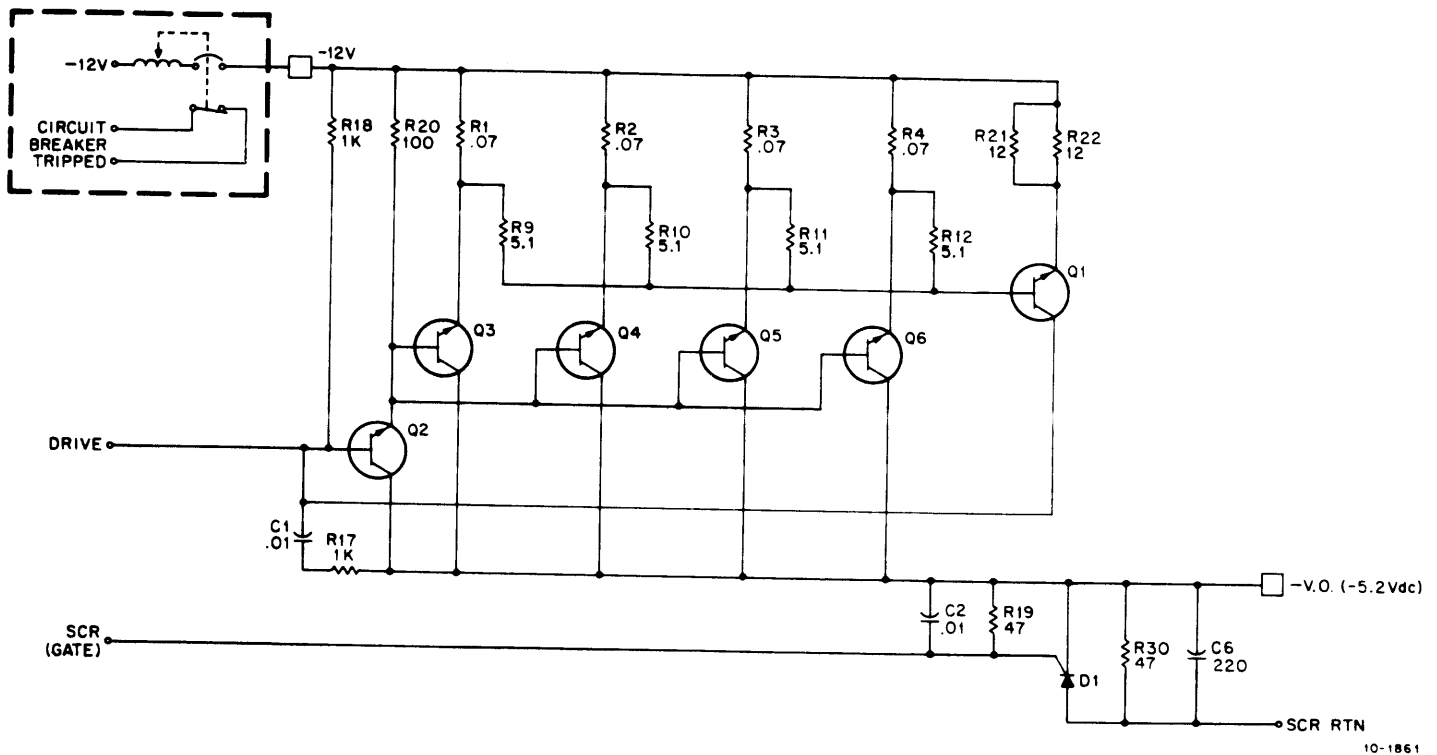 -12V
-12V
CIRCUIT
BREAKER
TRIPPED
R18
1K
R20
100
R1
.07
R2
.07
R3
.07
R4
.07
R21
12
R22
12
R9
5.1
R10
5.1
R11
5.1
R12
5.1
Q1
Q3
Q4
Q5
Q6
DRIVE
Q2
C1
.01
R17
1K
-V.O. (-5.2Vdc)
C2
.01
R19
47
SCR
(GATE)
R30
47
C6
220
D1
SCR RTN
10-1861